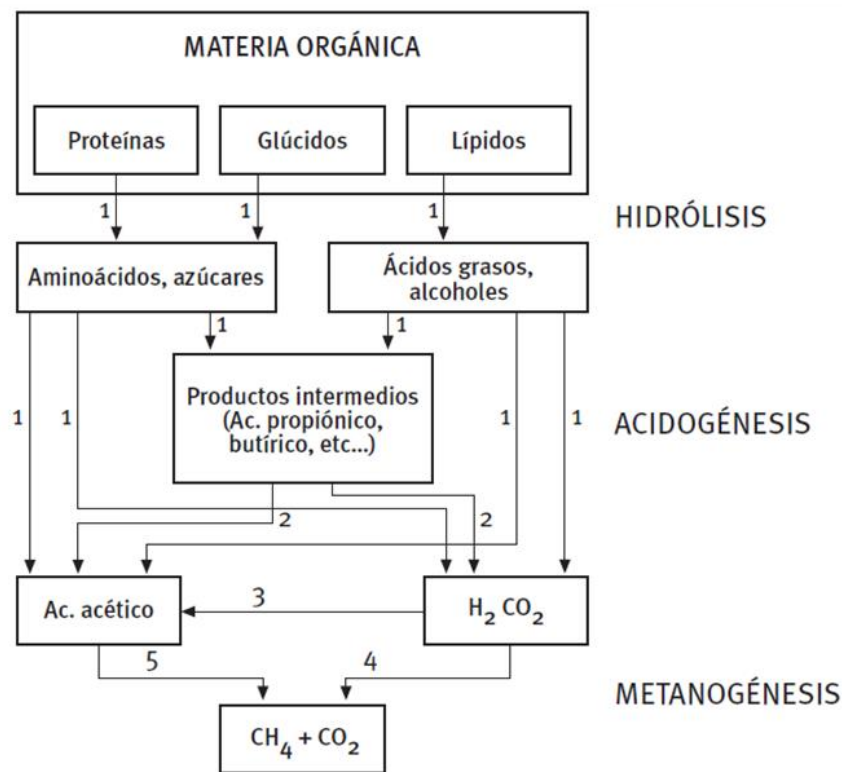 MATERIA ORGÁNICA
Proteínas
Glúcidos
Lípidos
1
1
1
HIDRÓLISIS
Aminoácidos, azúcares
Ácidos grasos,
alcoholes
1
1
Productos intermedios
(Ac. propiónico,
butírico, etc...)
1
1
1
1
ACIDOGÉNESIS
2
2
Ac. acético
3
H₂ CO₂
5
4
METANOGÉNESIS
CH₄ + CO₂